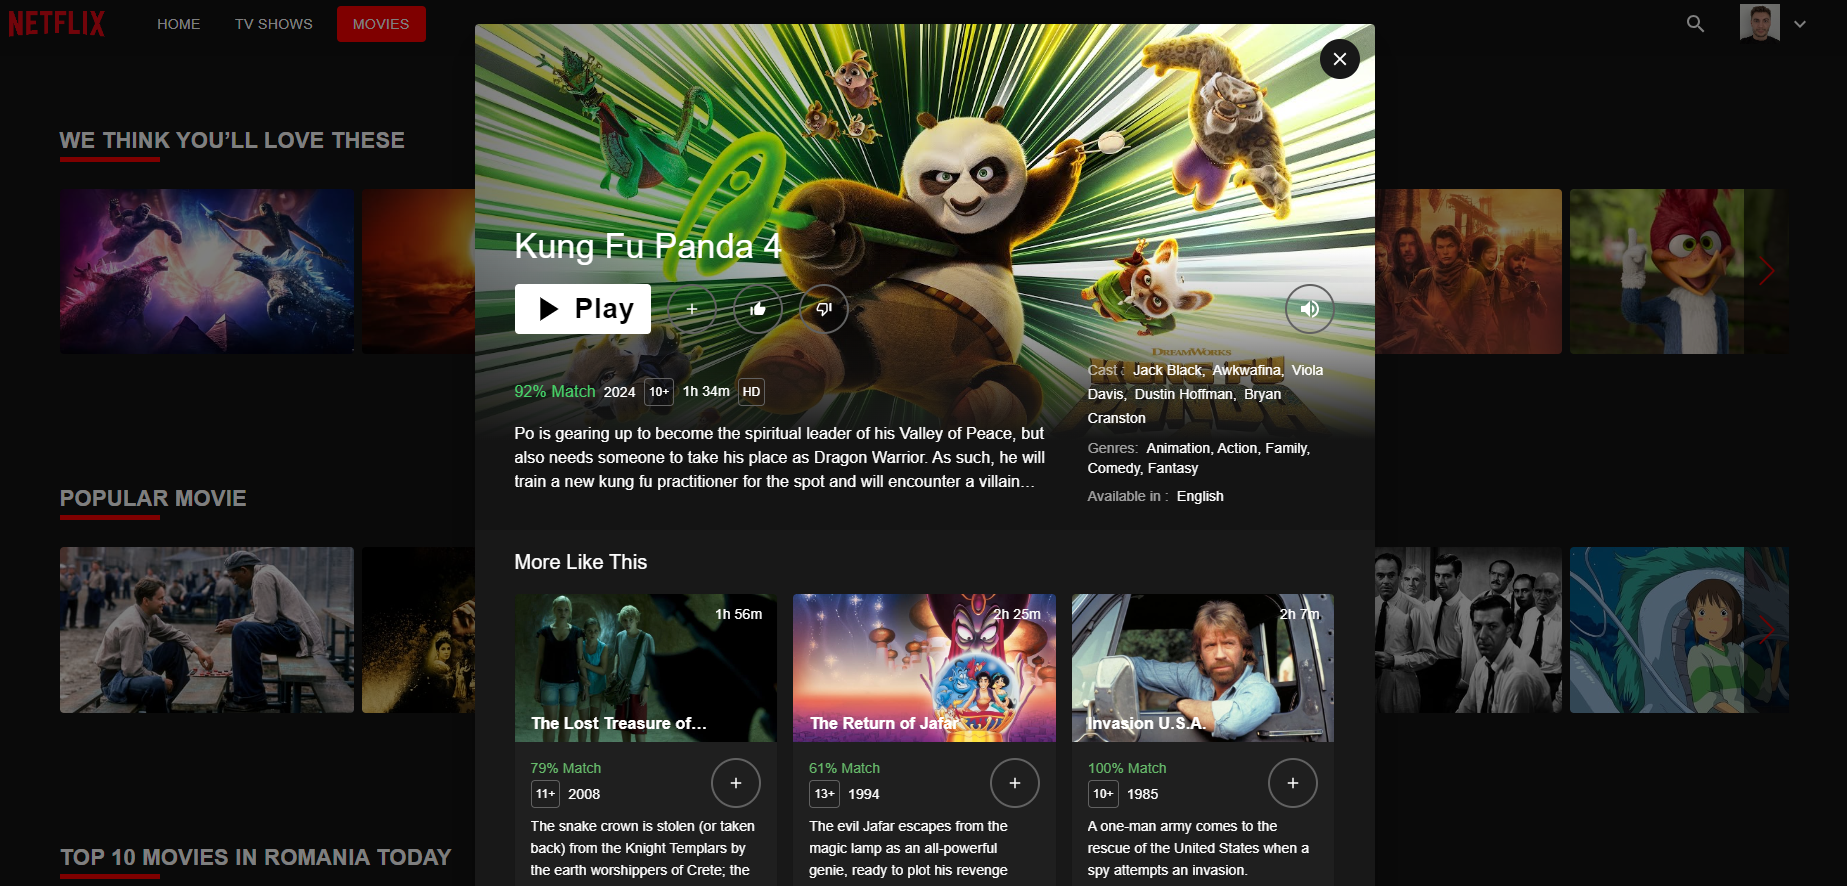 NETFLIX
HOME
TV SHOWS
MOVIES
WE THINK YOU'LL LOVE THESE
Kung Fu Panda 4
Play
92% Match 2024 10+ 1h 34m HD
Po is gearing up to become the spiritual leader of his Valley of Peace, but
also needs someone to take his place as Dragon Warrior. As such, he will
train a new kung fu practitioner for the spot and will encounter a villain...
DREAMWORKS
KUNG FU
PANDA
Cast : Jack Black, Awkwafina, Viola
Davis, Dustin Hoffman, Bryan
Cranston
Genres: Animation, Action, Family,
Comedy, Fantasy
Available in : English
POPULAR MOVIE
More Like This
1h 56m
The Lost Treasure of...
79% Match
11+ 2008
The snake crown is stolen (or taken
back) from the Knight Templars by
the earth worshippers of Crete; the
2h 25m
The Return of Jafar
61% Match
13+ 1994
The evil Jafar escapes from the
magic lamp as an all-powerful
genie, ready to plot his revenge
2h 7m
Invasion U.S.A.
100% Match
10+ 1985
A one-man army comes to the
rescue of the United States when a
spy attempts an invasion.
TOP 10 MOVIES IN ROMANIA TODAY